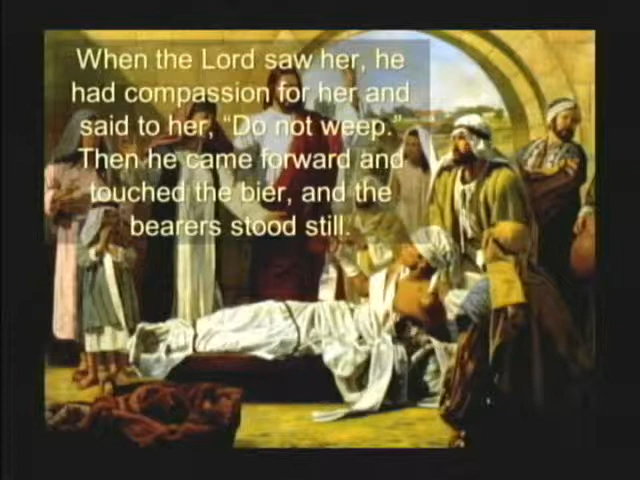 When the Lord saw her, he
had compassion for her and
said to her, “Do not weep.”
Then he came forward and
touched the bier, and the
bearers stood still.